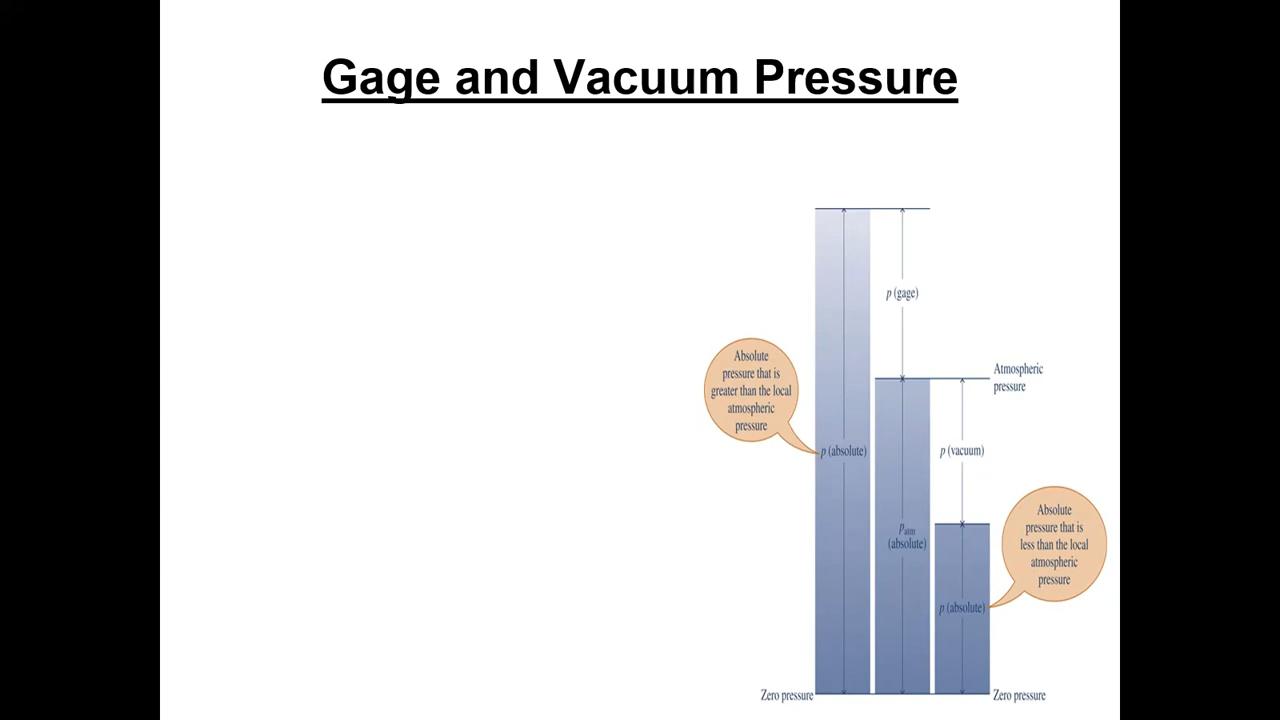 Gage and Vacuum Pressure
p (gage)
Absolute
pressure that is
greater than the local
atmospheric
pressure
Atmospheric
pressure
p (absolute)
p (vacuum)
patm
(absolute)
Absolute
pressure that is
less than the local
atmospheric
pressure
p (absolute)
Zero pressure
Zero pressure